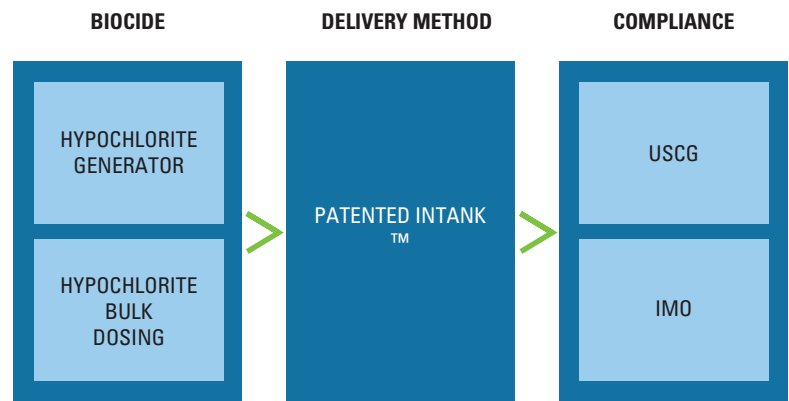 BIOCIDE
DELIVERY METHOD
COMPLIANCE
HYPOCHLORITE
GENERATOR
HYPOCHLORITE
BULK
DOSING
PATENTED INTANK
™
USCG
IMO